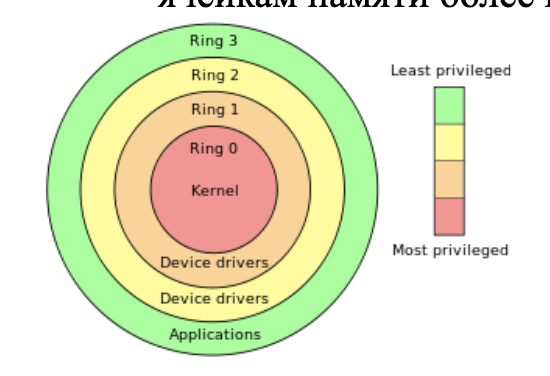 ячейкам памяти более
Ring 3
Ring 2
Ring 1
Ring 0
Kernel
Device drivers
Device drivers
Applications
Least privileged
Most privileged